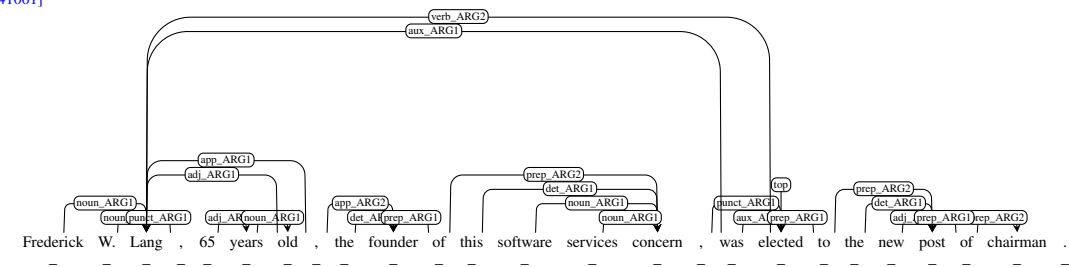 41001]
verb_ARG2
aux_ARG1
app_ARG1
adj_ARG1
prep_ARG2
det_ARG1
top
prep_ARG2
noun_ARG1
app_ARG2
noun_ARG1
punct_ARG1
det_ARG1
punct_ARG1
noun_ARG1
prep_ARG1
noun_ARG1
prep_ARG1
prep_ARG1
Frederick W. Lang , 65 years old , the founder of this software services concern , was elected to the new post of chairman .